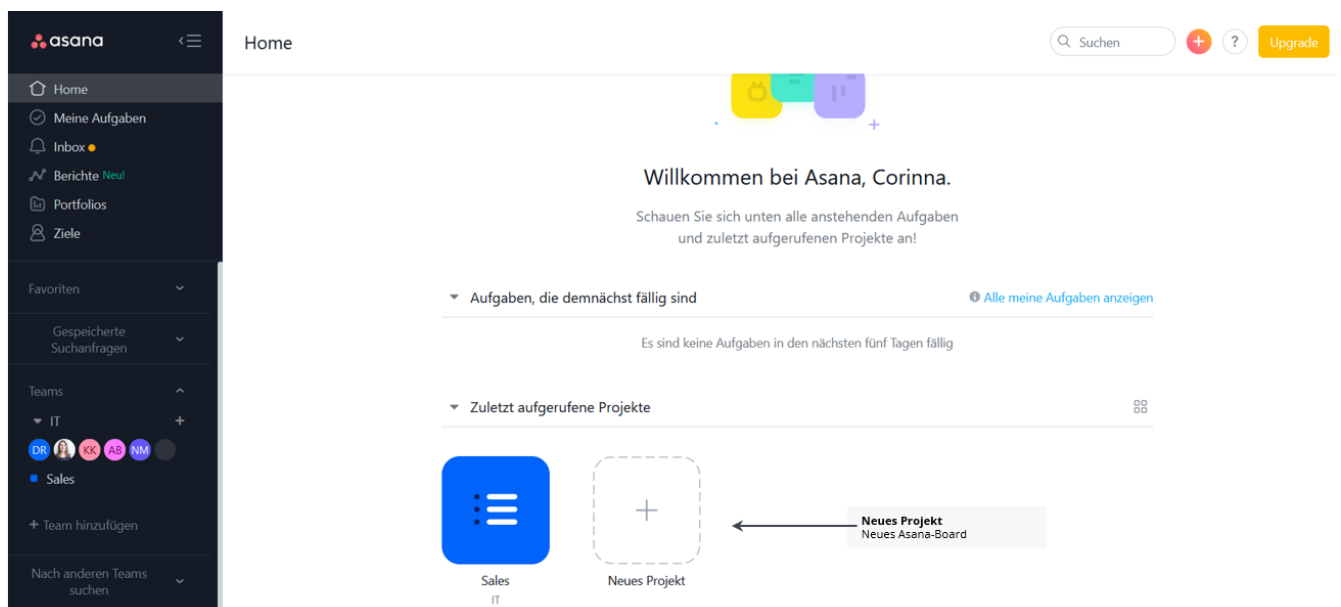 asana
Home
Meine Aufgaben
Inbox
Berichte Neu!
Portfolios
Ziele
Favoriten
Gespeicherte
Suchanfragen
Teams
IT
DR KK AB NM
Sales
+ Team hinzufügen
Nach anderen Teams
suchen
Home
Suchen
+
?
Upgrade
Willkommen bei Asana, Corinna.
Schauen Sie sich unten alle anstehenden Aufgaben
und zuletzt aufgerufenen Projekte an!
Aufgaben, die demnächst fällig sind
Alle meine Aufgaben anzeigen
Es sind keine Aufgaben in den nächsten fünf Tagen fällig
Zuletzt aufgerufene Projekte
Sales
IT
Neues Projekt
Neues Projekt
Neues Asana-Board